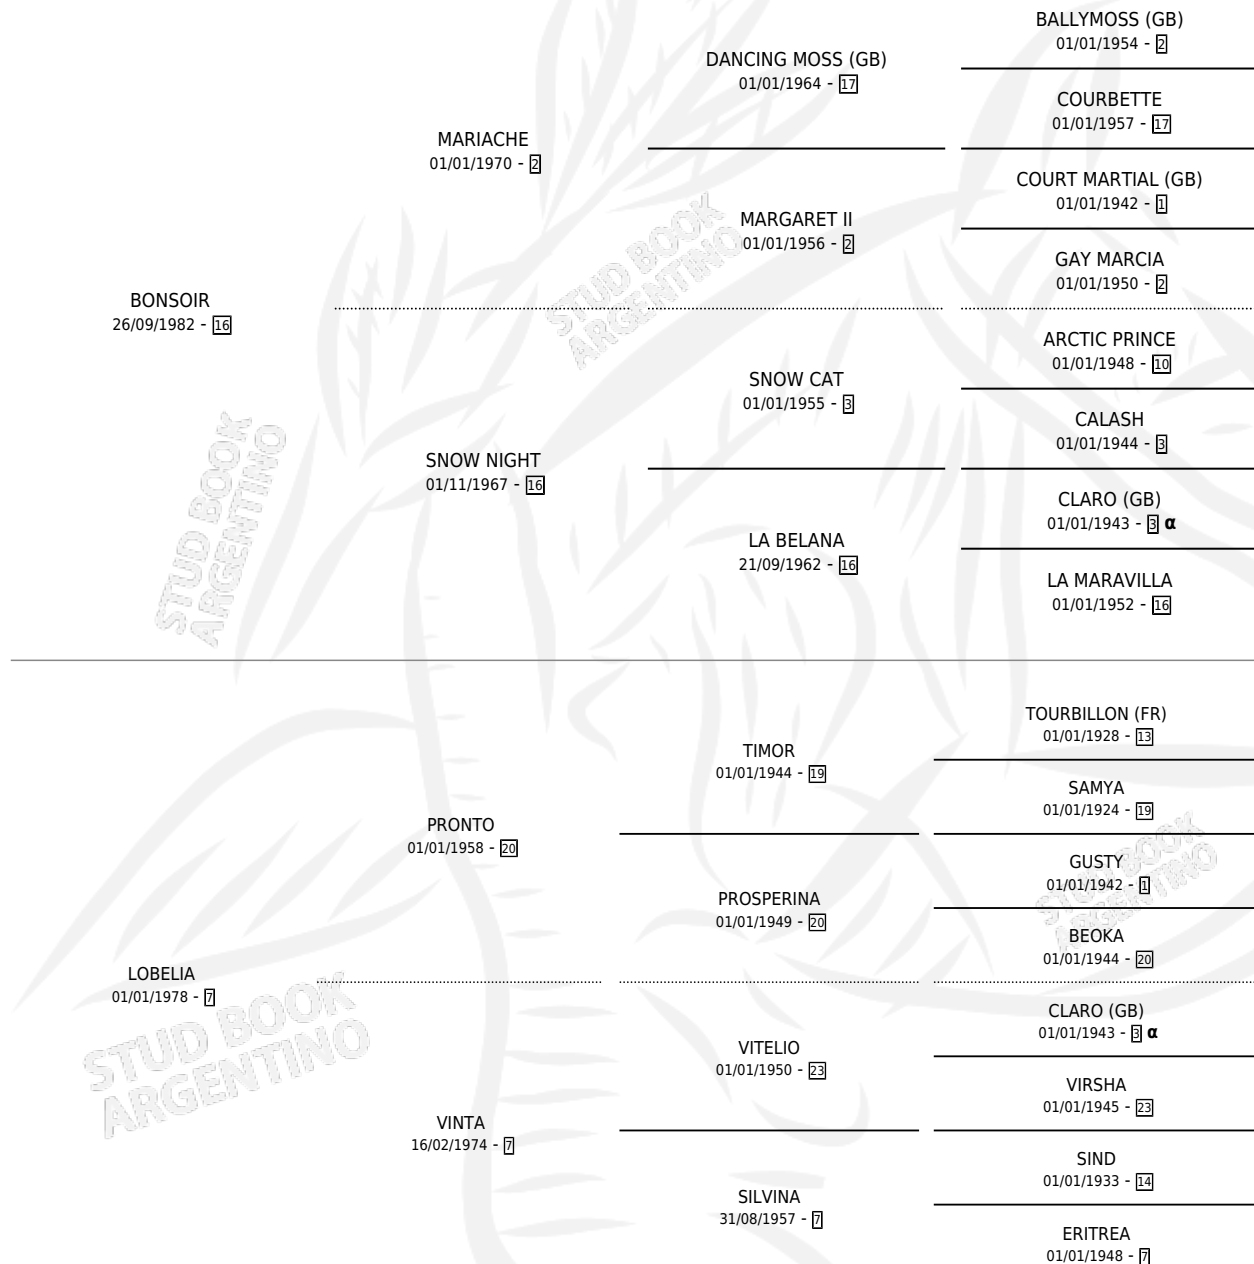 BONSOIR
26/09/1982 - 16
MARIACHE
01/01/1970 - 2
DANCING MOSS (GB)
01/01/1964 - 17
BALLYMOSS (GB)
01/01/1954 - 2
COURBETTE
01/01/1957 - 17
MARGARET II
01/01/1956 - 2
COURT MARTIAL (GB)
01/01/1942 - 1
GAY MARCIA
01/01/1950 - 2
SNOW NIGHT
01/11/1967 - 16
SNOW CAT
01/01/1955 - 3
ARCTIC PRINCE
01/01/1948 - 10
CALASH
01/01/1944 - 3
LA BELANA
21/09/1962 - 16
CLARO (GB)
01/01/1943 - 3 α
LA MARAVILLA
01/01/1952 - 16
LOBELIA
01/01/1978 - 7
PRONTO
01/01/1958 - 20
TIMOR
01/01/1944 - 19
TOURBILLON (FR)
01/01/1928 - 13
SAMYA
01/01/1924 - 19
PROSPERINA
01/01/1949 - 20
GUSTY
01/01/1942 - 1
BEOKA
01/01/1944 - 20
VINTA
16/02/1974 - 7
VITELIO
01/01/1950 - 23
CLARO (GB)
01/01/1943 - 3 α
VIRSHA
01/01/1945 - 23
SILVINA
31/08/1957 - 7
SIND
01/01/1933 - 14
ERITREA
01/01/1948 - 7
STUD BOOK
ARGENTINO
STUD BOOK
ARGENTINO
STUD BOOK
ARGENTINO
STUD BOOK
ARGENTINO